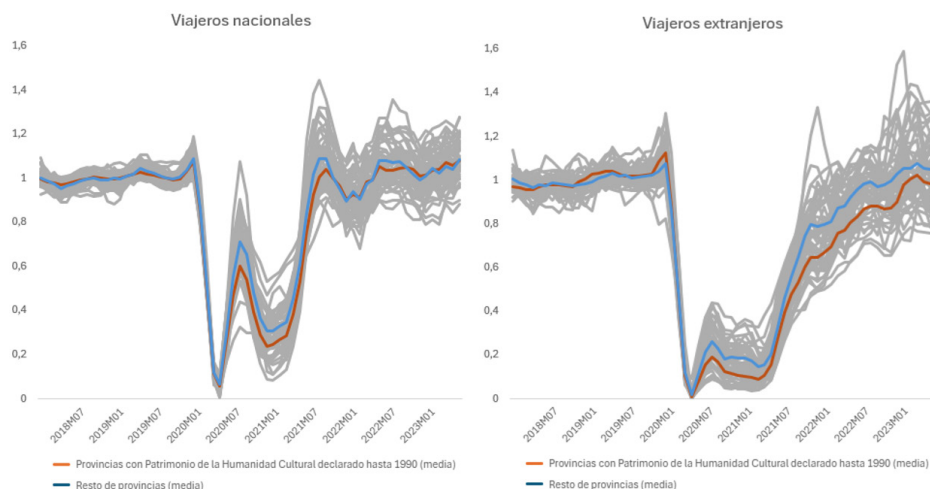 Viajeros nacionales
1,6
1,4
1,2
1
0,8
0,6
0,4
0,2
0
2018M07
2019M01
2019M07
2020M01
2020M07
2021M01
2021M07
2022M01
2022M07
2023M01
Provincias con Patrimonio de la Humanidad Cultural declarado hasta 1990 (media)
Resto de provincias (media)
Viajeros extranjeros
1,6
1,4
1,2
1
0,8
0,6
0,4
0,2
0
2018M07
2019M01
2019M07
2020M01
2020M07
2021M01
2021M07
2022M01
2022M07
2023M01
Provincias con Patrimonio de la Humanidad Cultural declarado hasta 1990 (media)
Resto de provincias (media)